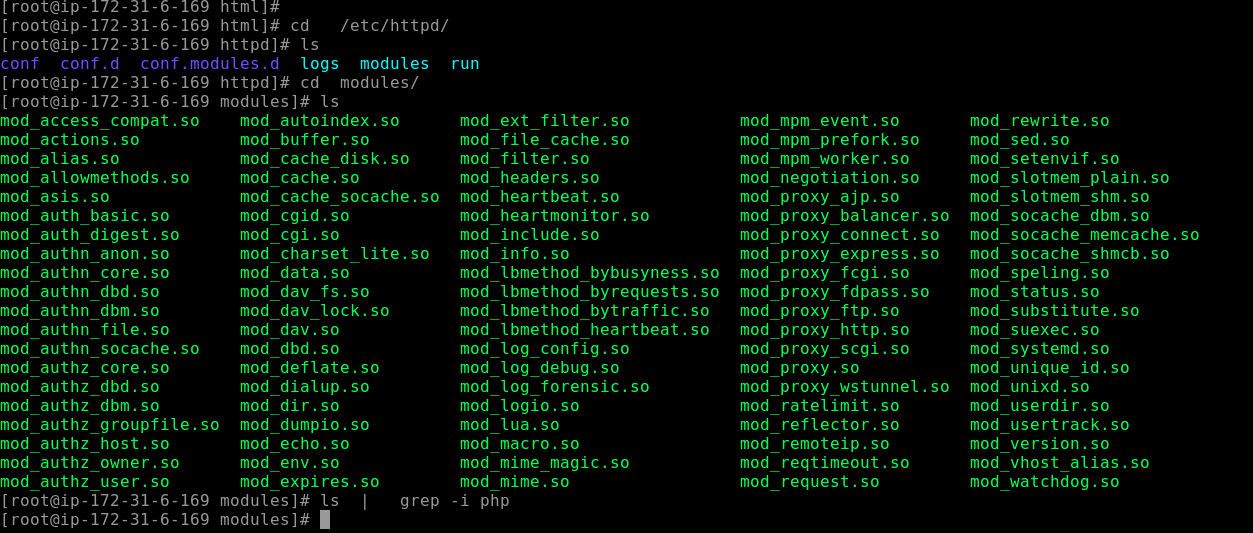 [root@ip-172-31-6-169 html]#
[root@ip-172-31-6-169 html]# cd   /etc/httpd/
[root@ip-172-31-6-169 httpd]# ls
conf  conf.d  conf.modules.d  logs  modules  run
[root@ip-172-31-6-169 httpd]# cd  modules/
[root@ip-172-31-6-169 modules]# ls
mod_access_compat.so    mod_autoindex.so      mod_ext_filter.so           mod_mpm_event.so       mod_rewrite.so
mod_actions.so          mod_buffer.so         mod_file_cache.so           mod_mpm_prefork.so     mod_sed.so
mod_alias.so            mod_cache_disk.so     mod_filter.so               mod_mpm_worker.so      mod_setenvif.so
mod_allowmethods.so     mod_cache.so          mod_headers.so              mod_negotiation.so     mod_slotmem_plain.so
mod_asis.so             mod_cache_socache.so  mod_heartbeat.so            mod_proxy_ajp.so       mod_slotmem_shm.so
mod_auth_basic.so       mod_cgid.so           mod_heartmonitor.so         mod_proxy_balancer.so  mod_socache_dbm.so
mod_auth_digest.so      mod_cgi.so            mod_include.so              mod_proxy_connect.so   mod_socache_memcache.so
mod_authn_anon.so       mod_charset_lite.so   mod_info.so                 mod_proxy_express.so   mod_socache_shmcb.so
mod_authn_core.so       mod_data.so           mod_lbmethod_bybusyness.so  mod_proxy_fcgi.so      mod_speling.so
mod_authn_dbd.so        mod_dav_fs.so         mod_lbmethod_byrequests.so  mod_proxy_fdpass.so    mod_status.so
mod_authn_dbm.so        mod_dav_lock.so       mod_lbmethod_bytraffic.so   mod_proxy_ftp.so       mod_substitute.so
mod_authn_file.so       mod_dav.so            mod_lbmethod_heartbeat.so   mod_proxy_http.so      mod_suexec.so
mod_authn_socache.so    mod_dbd.so            mod_log_config.so           mod_proxy_scgi.so      mod_systemd.so
mod_authz_core.so       mod_deflate.so        mod_log_debug.so            mod_proxy.so           mod_unique_id.so
mod_authz_dbd.so        mod_dialup.so         mod_log_forensic.so         mod_proxy_wstunnel.so  mod_unixd.so
mod_authz_dbm.so        mod_dir.so            mod_logio.so                mod_ratelimit.so       mod_userdir.so
mod_authz_groupfile.so  mod_dumpio.so         mod_lua.so                  mod_reflector.so       mod_usertrack.so
mod_authz_host.so       mod_echo.so           mod_macro.so                mod_remoteip.so        mod_version.so
mod_authz_owner.so      mod_env.so            mod_mime_magic.so           mod_reqtimeout.so      mod_vhost_alias.so
mod_authz_user.so       mod_expires.so        mod_mime.so                 mod_request.so         mod_watchdog.so
[root@ip-172-31-6-169 modules]# ls  |   grep -i php
[root@ip-172-31-6-169 modules]#